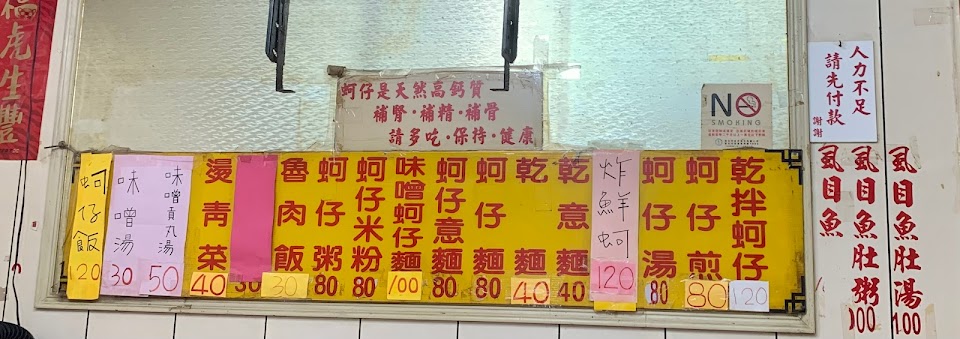 福虎生豐
蚵仔是天然高鈣質
補腎·補精·補骨
請多吃·保持·健康
NO
SMOKING
人力不足
請先付款
謝謝
乾拌蚵仔 120
蚵仔煎 80
蚵仔湯 80
炸鮮蚵 120
乾意麵 40
乾麵 40
蚵仔麵 80
蚵仔意麵 80
味噌蚵仔麵 100
蚵仔米粉 80
蚵仔粥 80
魯肉飯 30
30
燙青菜 40
味噌貢丸湯 50
味噌湯 30
蚵仔飯 120
虱目魚肚湯 100
虱目魚肚粥 100
虱目魚